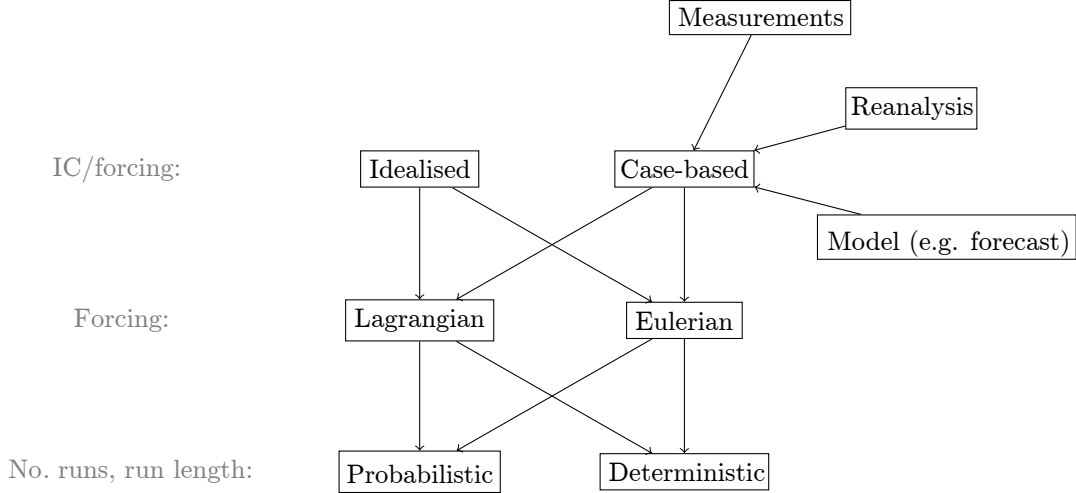 Measurements
Reanalysis
IC/forcing:
Idealised
Case-based
Model (e.g. forecast)
Forcing:
Lagrangian
Eulerian
No. runs, run length:
Probabilistic
Deterministic